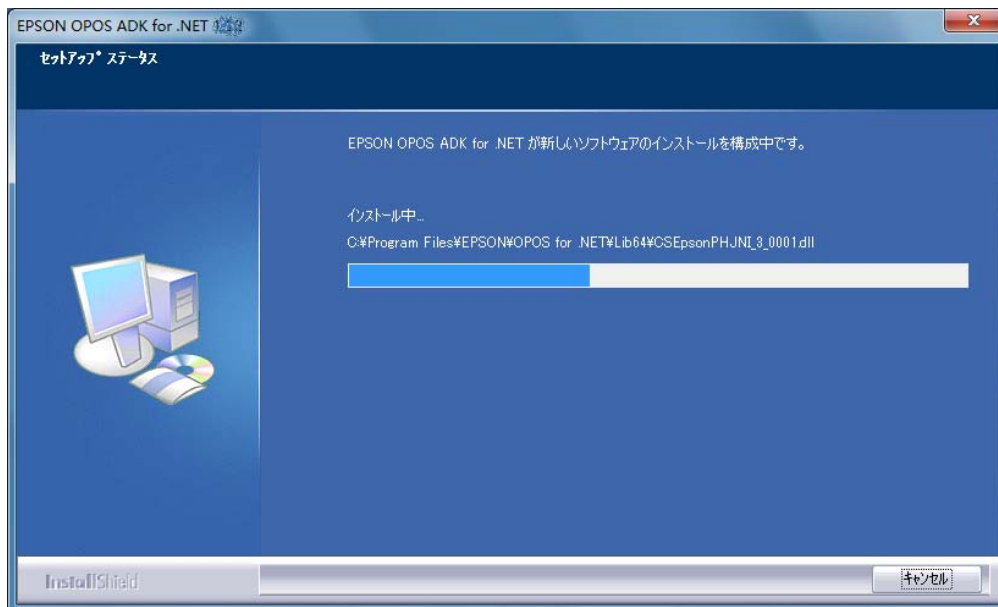 EPSON OPOS ADK for .NET
セットアップ ステータス
EPSON OPOS ADK for .NET が新しいソフトウェアのインストールを構成中です。
インストール中...
C:¥Program Files¥EPSON¥OPOS for .NET¥Lib64¥CSEpsonPHJNI_3_0001.dll
InstallShield
キャンセル